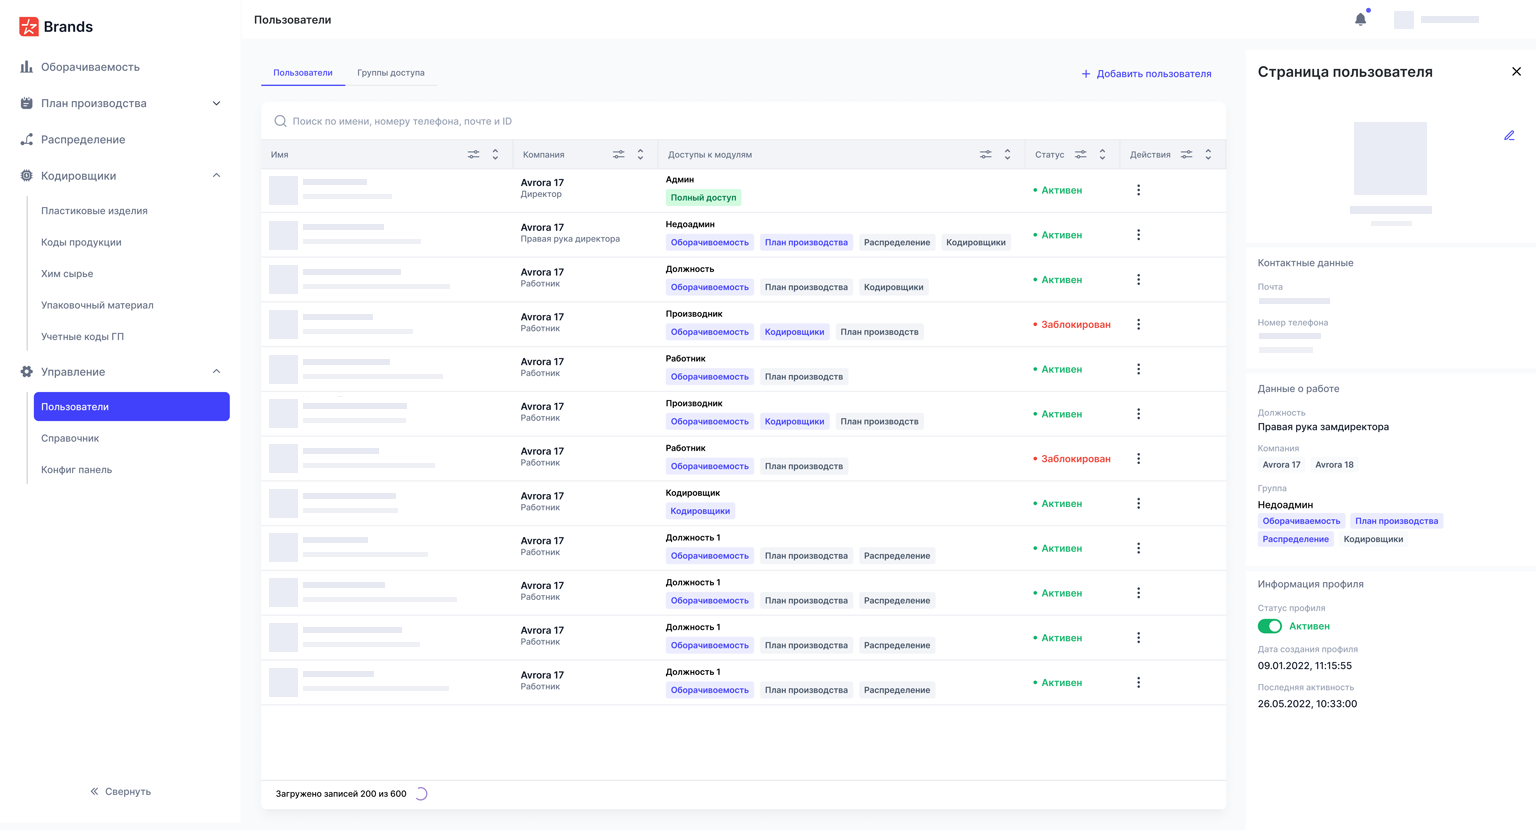 Brands
Оборачиваемость
План производства
Распределение
Кодировщики
Пластиковые изделия
Коды продукции
Хим сырье
Упаковочный материал
Учетные коды ГП
Управление
Пользователи
Справочник
Конфиг панель
Свернуть
Пользователи
Пользователи Группы доступа
Добавить пользователя
Поиск по имени, номеру телефона, почте и ID
Имя Компания Доступы к модулям Статус Действия
Avrora 17
Директор
Админ
Полный доступ
Активен
Avrora 17
Правая рука директора
Недоадмин
Оборачиваемость План производства Распределение Кодировщики
Активен
Avrora 17
Работник
Должность
Оборачиваемость План производства Кодировщики
Активен
Avrora 17
Работник
Производник
Оборачиваемость Кодировщики План производств
Заблокирован
Avrora 17
Работник
Работник
Оборачиваемость План производств
Активен
Avrora 17
Работник
Производник
Оборачиваемость Кодировщики План производств
Активен
Avrora 17
Работник
Работник
Оборачиваемость План производств
Заблокирован
Avrora 17
Работник
Кодировщик
Кодировщики
Активен
Avrora 17
Работник
Должность 1
Оборачиваемость План производства Распределение
Активен
Avrora 17
Работник
Должность 1
Оборачиваемость План производства Распределение
Активен
Avrora 17
Работник
Должность 1
Оборачиваемость План производства Распределение
Активен
Avrora 17
Работник
Должность 1
Оборачиваемость План производства Распределение
Активен
Загружено записей 200 из 600
Страница пользователя
Контактные данные
Почта
Номер телефона
Данные о работе
Должность
Правая рука замдиректора
Компания
Avrora 17 Avrora 18
Группа
Недоадмин
Оборачиваемость План производства
Распределение Кодировщики
Информация профиля
Статус профиля
Активен
Дата создания профиля
09.01.2022, 11:15:55
Последняя активность
26.05.2022, 10:33:00